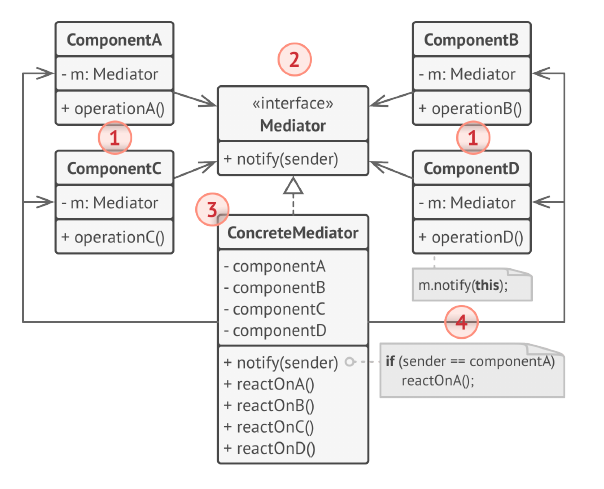 ComponentA
- m: Mediator
+ operationA()
ComponentB
- m: Mediator
+ operationB()
2
«interface»
Mediator
+ notify(sender)
1
1
ComponentC
- m: Mediator
+ operationC()
ComponentD
- m: Mediator
+ operationD()
m.notify(this);
3
ConcreteMediator
- componentA
- componentB
- componentC
- componentD
+ notify(sender)
+ reactOnA()
+ reactOnB()
+ reactOnC()
+ reactOnD()
4
if (sender == componentA)
reactOnA();